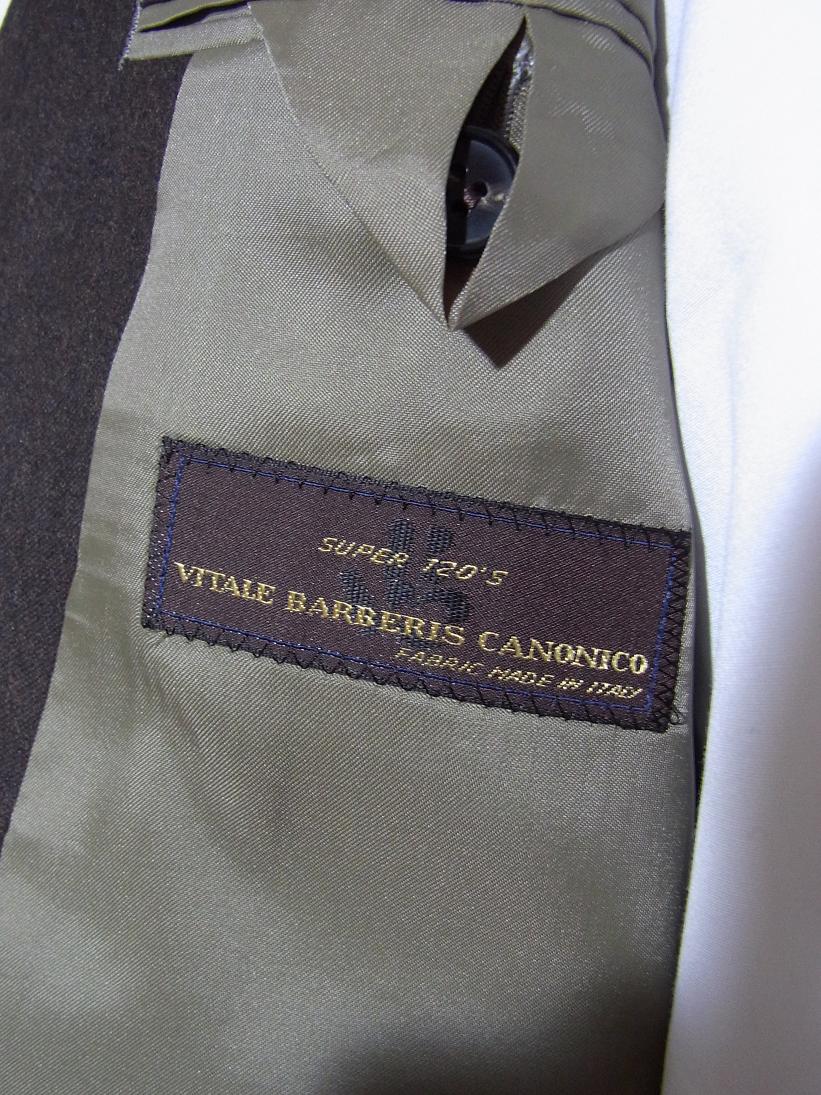 SUPER 120'S
VITALE BARBERIS CANONICO
FABRIC MADE IN ITALY